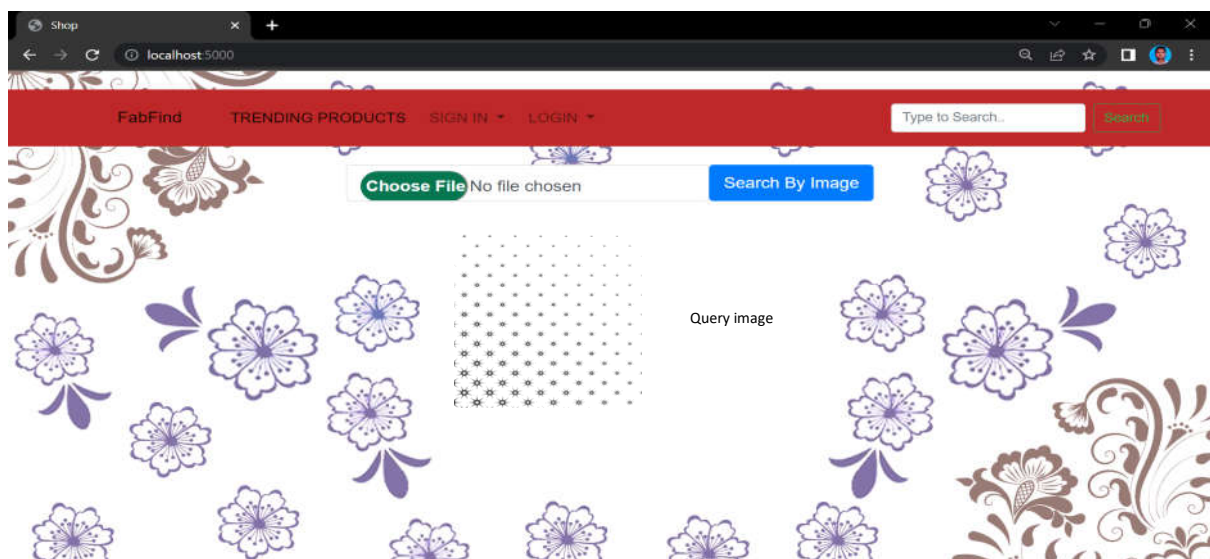 Shop
localhost:5000
FabFind TRENDING PRODUCTS SIGN IN LOGIN Type to Search.. Search
Choose File No file chosen Search By Image
Query image